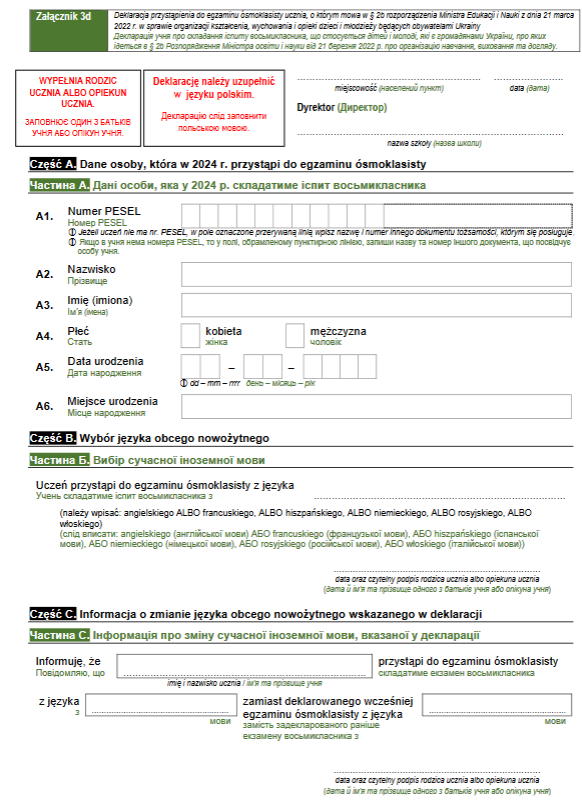 Załącznik 3d
Deklaracja przystąpienia do egzaminu ósmoklasisty ucznia, o którym mowa w § 2b rozporządzenia Ministra Edukacji i Nauki z dnia 21 marca
2022 r. w sprawie organizacji kształcenia, wychowania i opieki dzieci i młodzieży będących obywatelami Ukrainy
Декларація учня про складання іспиту восьмикласника, що стосується дітей і молоді, які є громадянами України, про яких
ідеться в § 2b Розпорядження Міністра освіти і науки від 21 березня 2022 р. про організацію навчання, виховання та догляду.
WYPEŁNIA RODZIC
UCZNIA ALBO OPIEKUN
UCZNIA.
ЗАПОВНЮЄ ОДИН З БАТЬКІВ
УЧНЯ АБО ОПІКУН УЧНЯ.
Deklarację należy uzupełnić
w języku polskim.
Декларацію слід заповнити
польською мовою.
miejscowość (населений пункт)
data (дата)
Dyrektor (Директор)
nazwa szkoły (назва школи)
Część A. Dane osoby, która w 2024 r. przystąpi do egzaminu ósmoklasisty
Частина А. Дані особи, яка у 2024 р. складатиме іспит восьмикласника
A1. Numer PESEL
Номер PESEL
① Jeżeli uczeń nie ma nr. PESEL, w pole oznaczone przerywaną linią wpisz nazwę i numer innego dokumentu tożsamości, którym się posługuje.
① Якщо в учня нема номера PESEL, то у полі, обрамленому пунктирною лінією, запиши назву та номер іншого документа, що посвідчує
особу учня.
A2. Nazwisko
Прізвище
A3. Imię (imiona)
Ім'я (імена)
A4. Płeć
Стать
kobieta
жінка
mężczyzna
чоловік
A5. Data urodzenia
Дата народження
– –
① dd – mm – rrrr день – місяць – рік
A6. Miejsce urodzenia
Місце народження
Część B. Wybór języka obcego nowożytnego
Частина Б. Вибір сучасної іноземної мови
Uczeń przystąpi do egzaminu ósmoklasisty z języka
Учень складатиме іспит восьмикласника з
(należy wpisać: angielskiego ALBO francuskiego, ALBO hiszpańskiego, ALBO niemieckiego, ALBO rosyjskiego, ALBO
włoskiego)
(слід вписати: angielskiego (англійської мови) АБО francuskiego (французької мови), АБО hiszpańskiego (іспанської
мови), АБО niemieckiego (німецької мови), АБО rosyjskiego (російської мови), АБО włoskiego (італійської мови))
data oraz czytelny podpis rodzica ucznia albo opiekuna ucznia
(дата й ім'я та прізвище одного з батьків учня або опікуна учня)
Część C. Informacja o zmianie języka obcego nowożytnego wskazanego w deklaracji
Частина С. Інформація про зміну сучасної іноземної мови, вказаної у декларації
Informuję, że
Повідомляю, що
imię i nazwisko ucznia / ім'я та прізвище учня
przystąpi do egzaminu ósmoklasisty
складатиме екзамен восьмикласника
z języka
з
мови
zamiast deklarowanego wcześniej
egzaminu ósmoklasisty z języka
замість задекларованого раніше
екзамену восьмикласника з
мови
data oraz czytelny podpis rodzica ucznia albo opiekuna ucznia
(дата й ім'я та прізвище одного з батьків учня або опікуна учня)